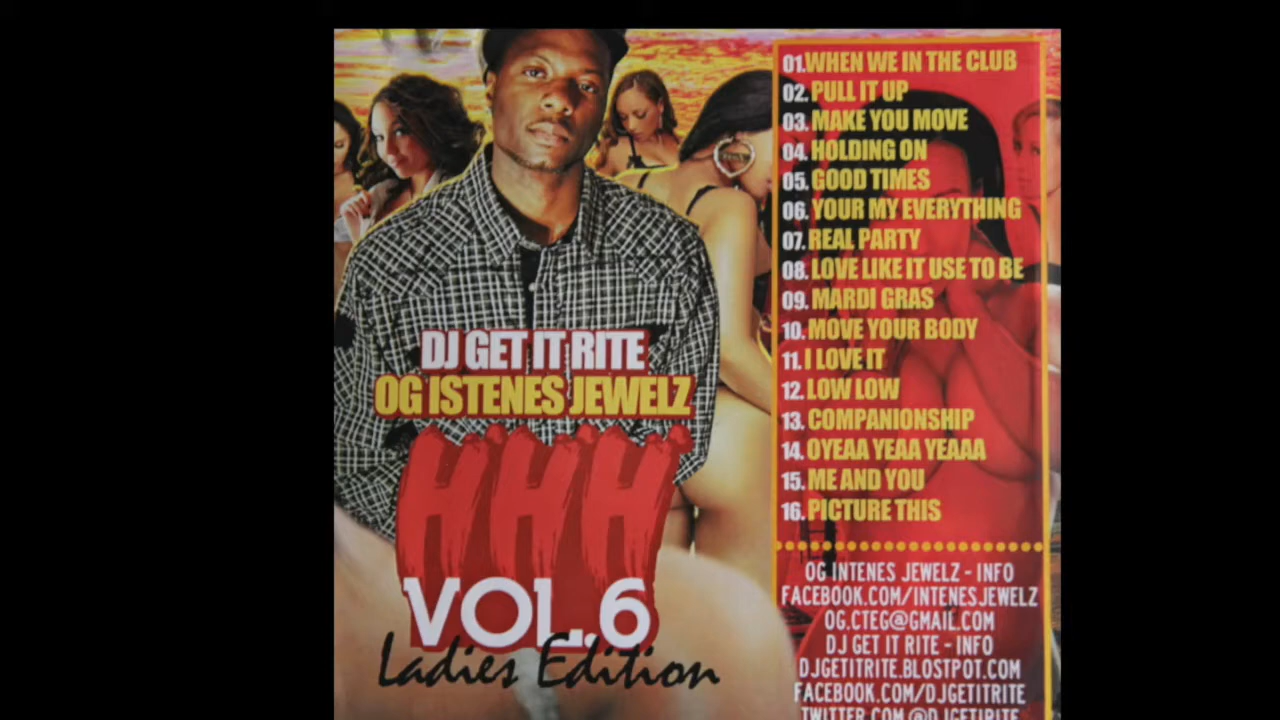 DJ GET IT RITE
OG ISTENES JEWELZ
HHH
VOL.6
Ladies Edition
01.WHEN WE IN THE CLUB
02. PULL IT UP
03. MAKE YOU MOVE
04. HOLDING ON
05. GOOD TIMES
06. YOUR MY EVERYTHING
07. REAL PARTY
08. LOVE LIKE IT USE TO BE
09. MARDI GRAS
10. MOVE YOUR BODY
11. I LOVE IT
12. LOW LOW
13. COMPANIONSHIP
14. OYEAA YEAA YEAAA
15. ME AND YOU
16. PICTURE THIS
OG INTENES JEWELZ - INFO
FACEBOOK.COM/INTENESJEWELZ
OG.CTEG@GMAIL.COM
DJ GET IT RITE - INFO
DJGETITRITE.BLOSTPOT.COM
FACEBOOK.COM/DJGETITRITE
TWITTER.COM @DJGETIRITE